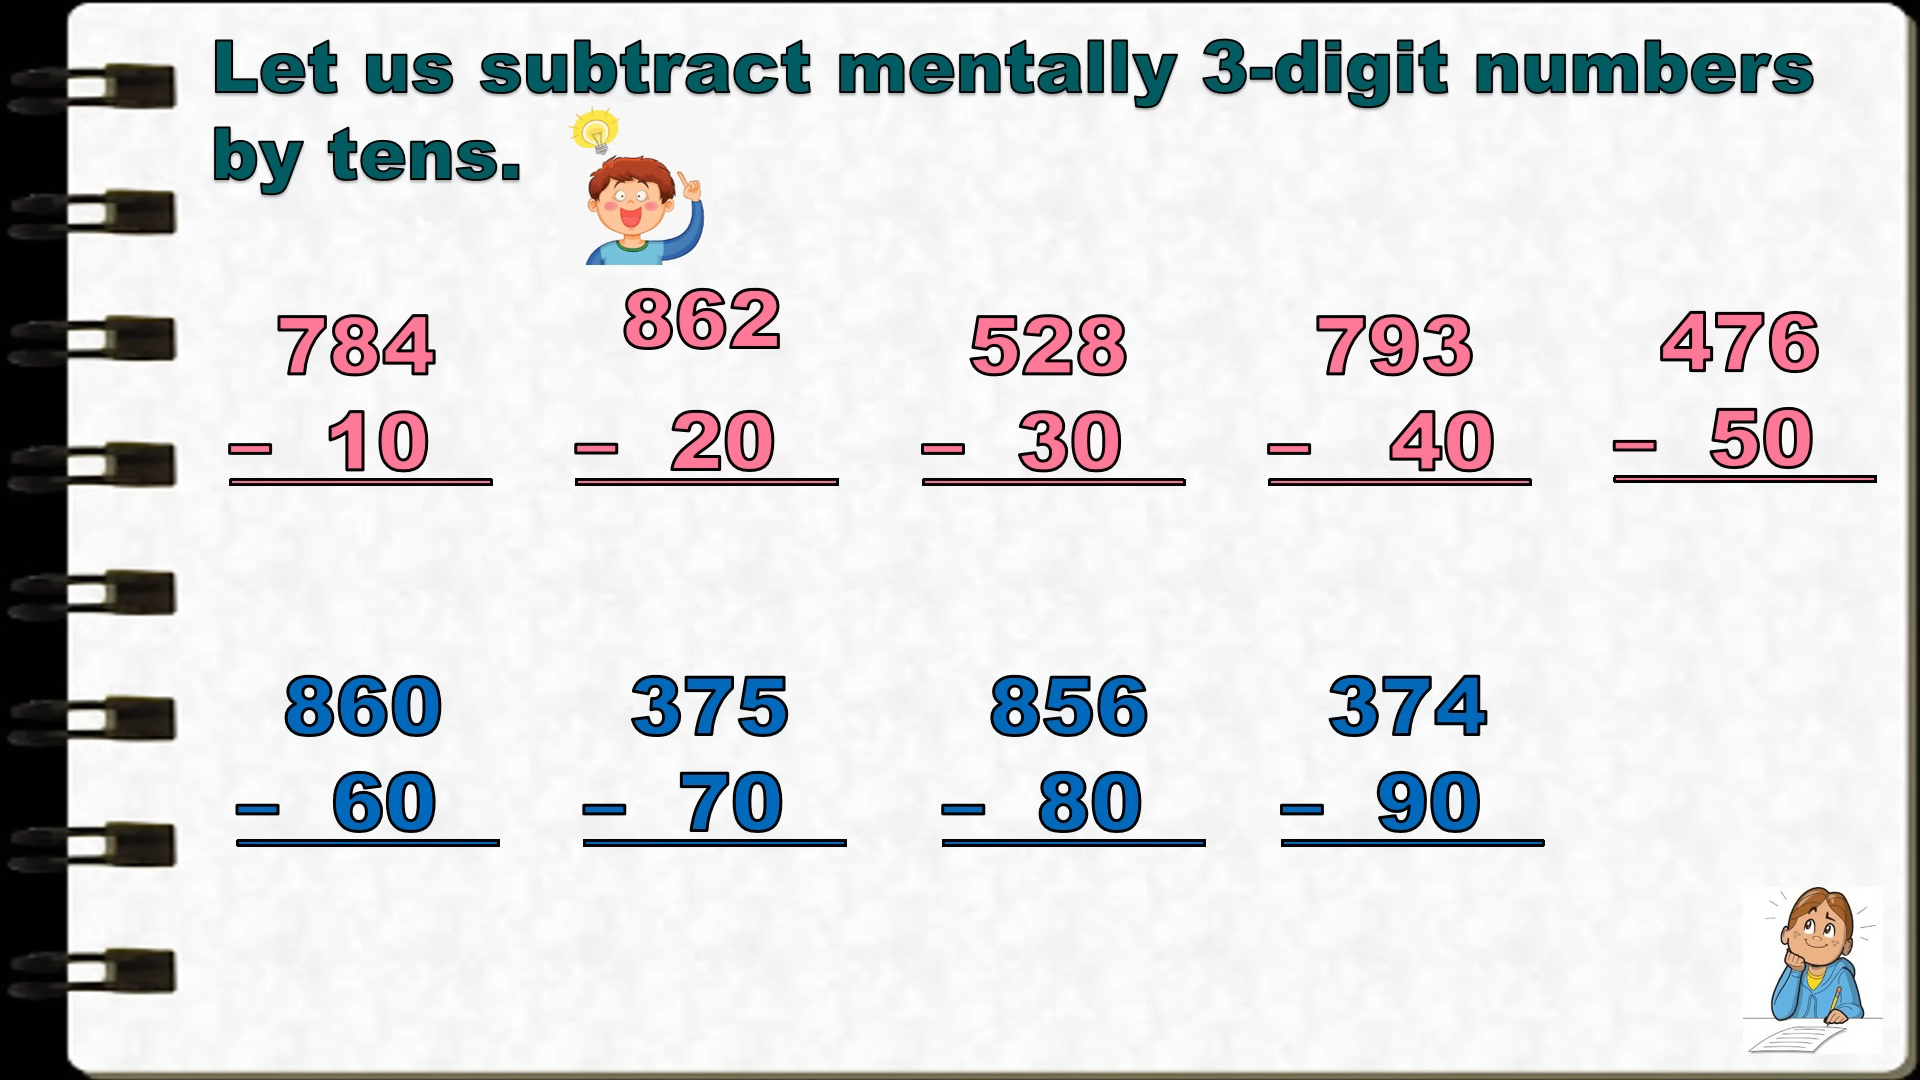 Let us subtract mentally 3-digit numbers
by tens.
784 862 528 793 476
– 10 – 20 – 30 – 40 – 50
860 375 856 374
– 60 – 70 – 80 – 90